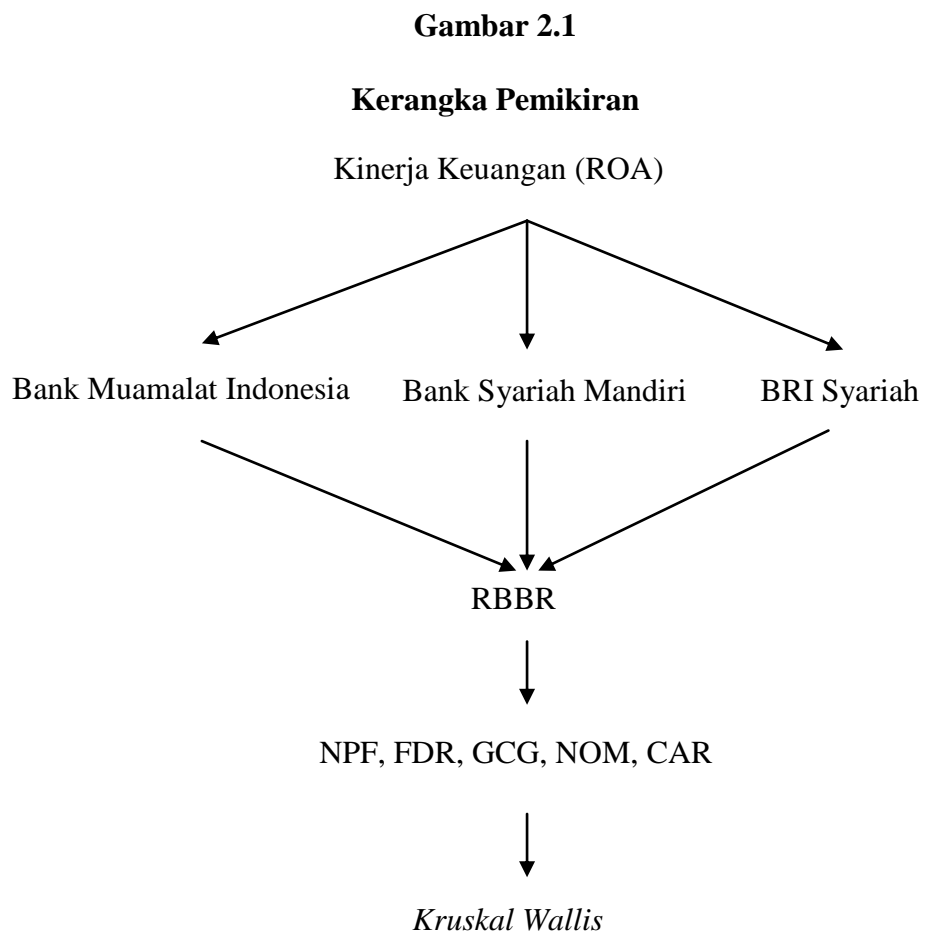 Gambar 2.1
Kerangka Pemikiran
Kinerja Keuangan (ROA)
Bank Muamalat Indonesia Bank Syariah Mandiri BRI Syariah
RBBR
NPF, FDR, GCG, NOM, CAR
Kruskal Wallis